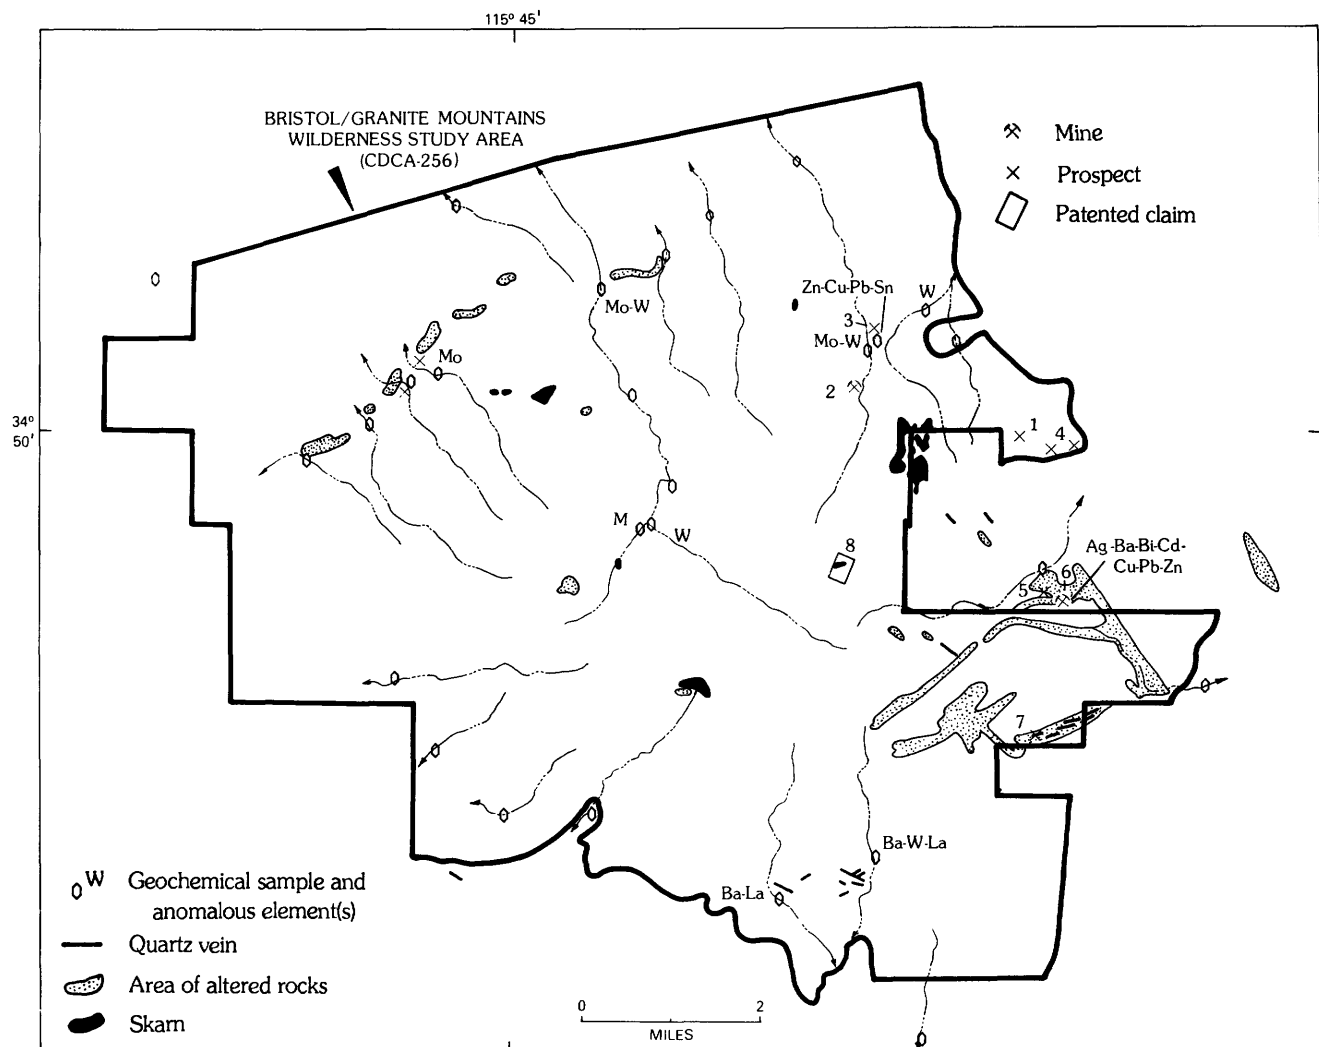 115° 45'
BRISTOL/GRANITE MOUNTAINS
WILDERNESS STUDY AREA
(CDCA-256)
Mine
Prospect
Patented claim
Zn-Cu-Pb-Sn
W
Mo-W
3
Mo-W
Mo
2
34°
50'
1
4
M
W
8
Ag-Ba-Bi-Cd-
Cu-Pb-Zn
6
5
7
Ba-W-La
Ba-La
W
Geochemical sample and
anomalous element(s)
Quartz vein
Area of altered rocks
Skarn
0 2
MILES